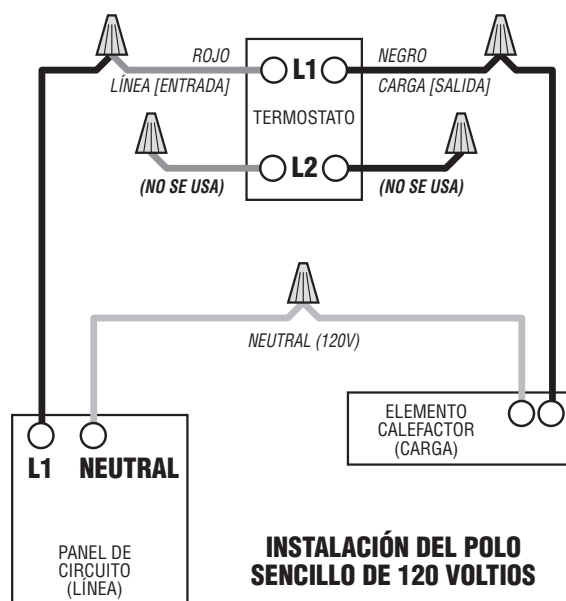 ROJO
LÍNEA [ENTRADA]
L1
NEGRO
CARGA [SALIDA]
TERMOSTATO
(NO SE USA)
L2
(NO SE USA)
NEUTRAL (120V)
ELEMENTO
CALEFACTOR
(CARGA)
L1
NEUTRAL
PANEL DE
CIRCUITO
(LÍNEA)
INSTALACIÓN DEL POLO
SENCILLO DE 120 VOLTIOS